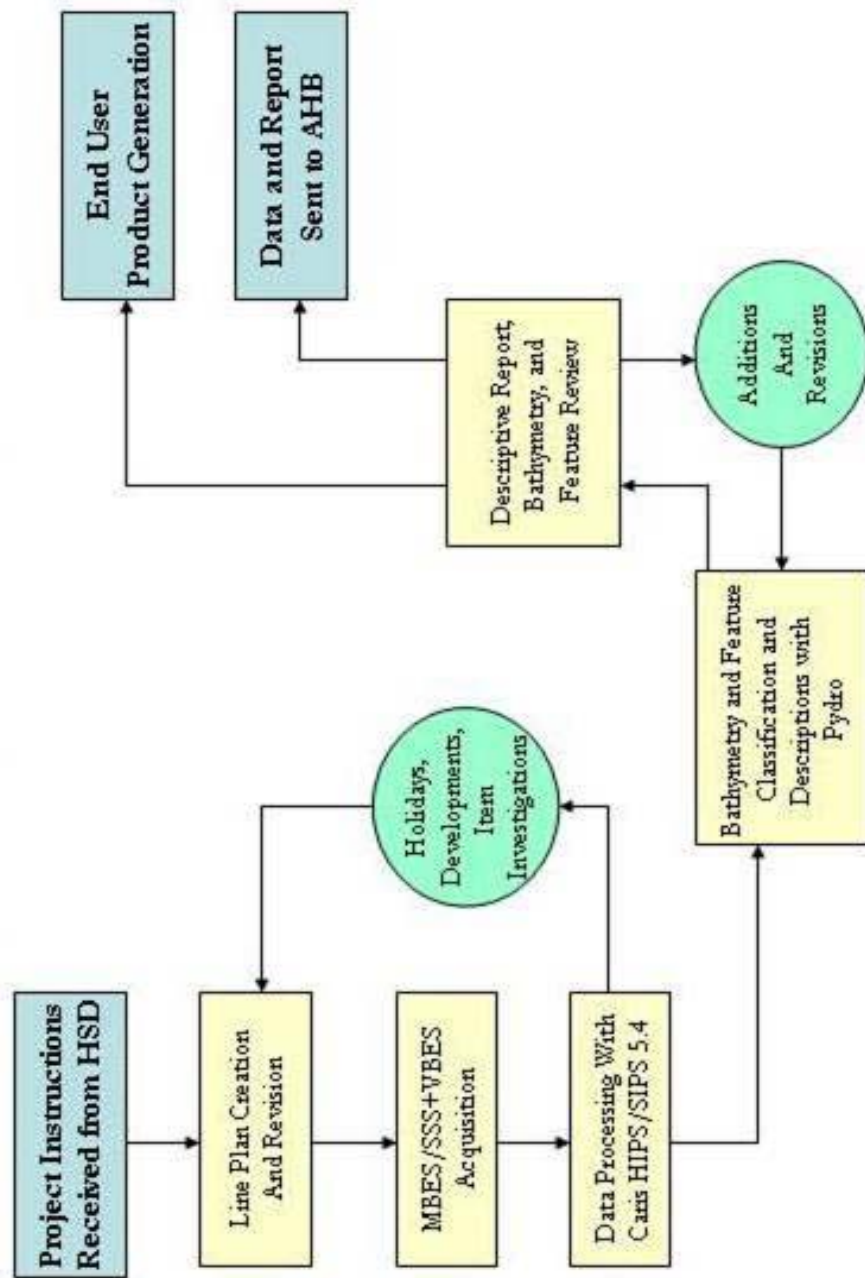 Project Instructions
Received from HSD
Line Plan Creation
And Revision
MBES/SSS+VBES
Acquisition
Data Processing With
Caris HIPS/SIPS 5.4
Holidays,
Developments,
Item
Investigations
Bathymetry and Feature
Classification and
Descriptions with
Pydro
Descriptive Report,
Bathymetry, and
Feature Review
Additions
And
Revisions
End User
Product Generation
Data and Report
Sent to AHB